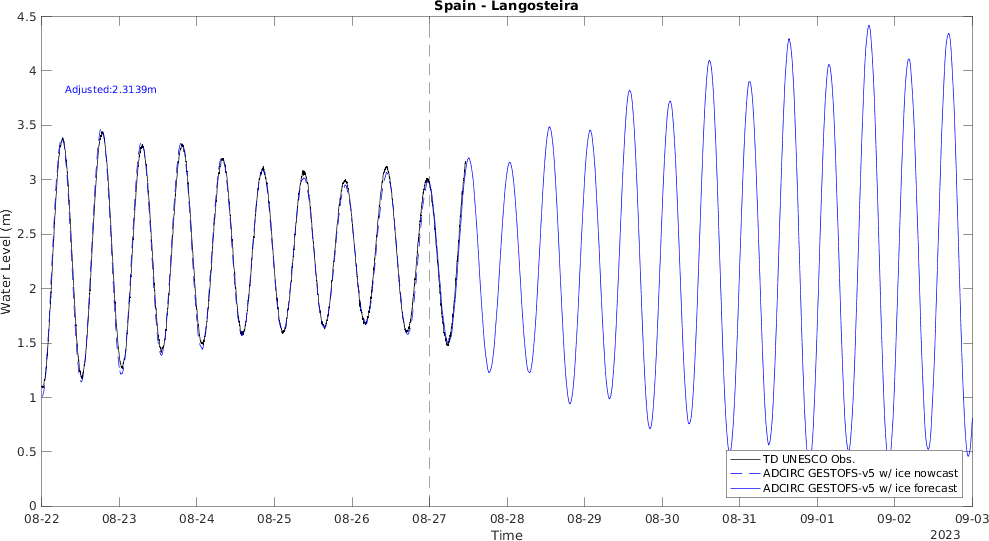 Spain - Langosteira
4.5
4
3.5
3
2.5
2
1.5
1
0.5
0
Water Level (m)
Adjusted:2.3139m
TD UNESCO Obs.
ADCIRC GESTOFS-v5 w/ ice nowcast
ADCIRC GESTOFS-v5 w/ ice forecast
08-22 08-23 08-24 08-25 08-26 08-27 08-28 08-29 08-30 08-31 09-01 09-02 09-03
Time
2023